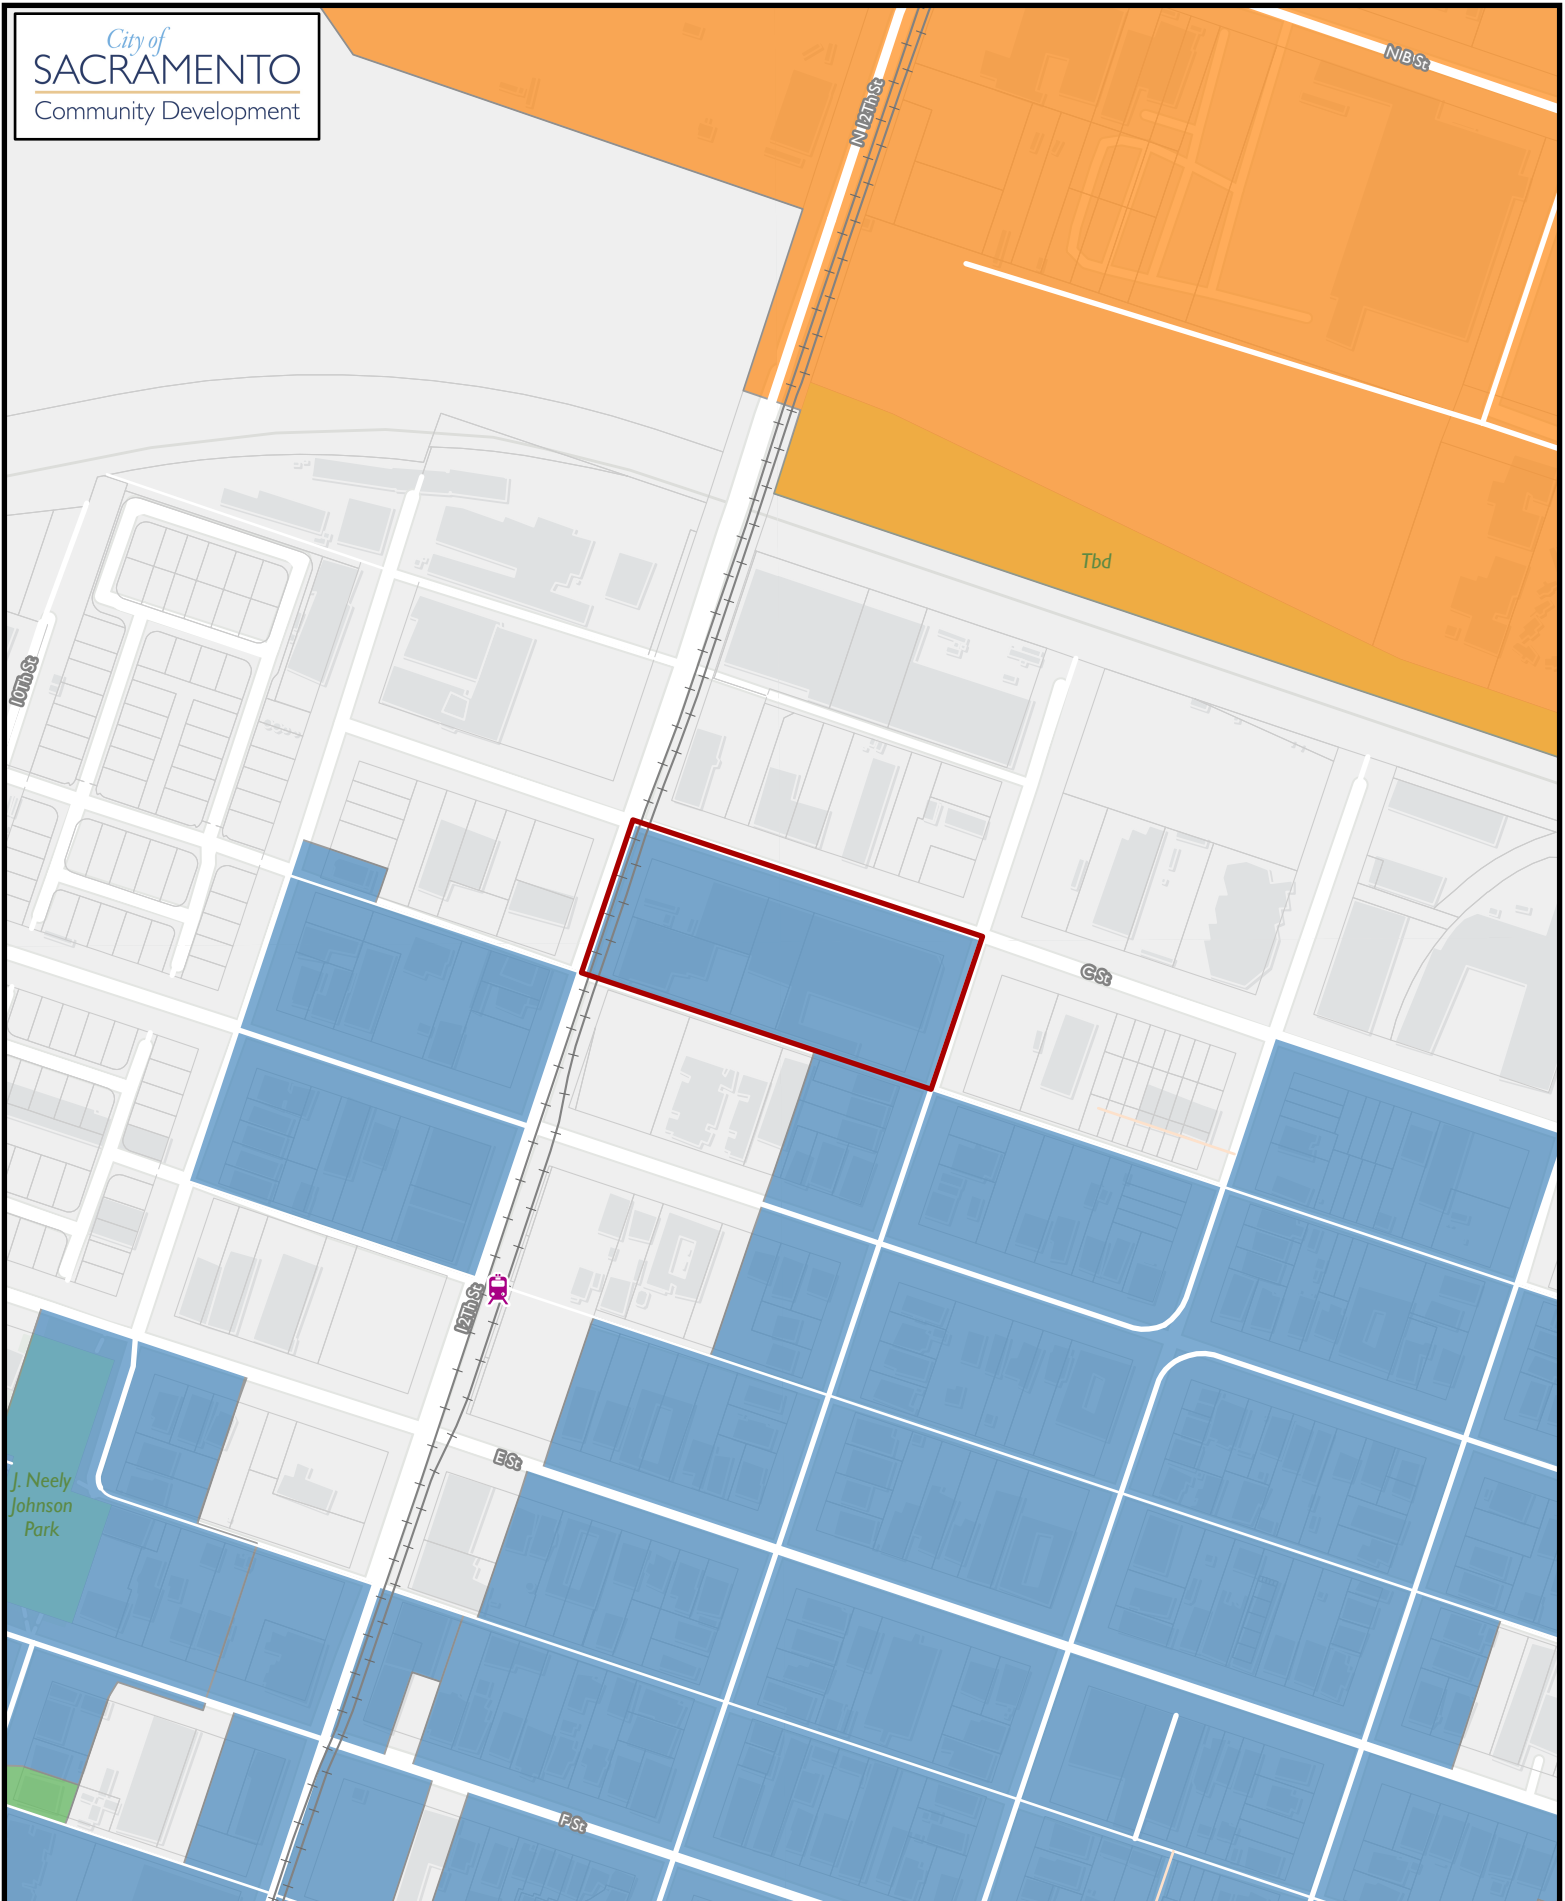 City of
SACRAMENTO
Community Development
N B St
N 12Th St
Tbd
10Th St
C St
12Th St
E St
J. Neely
Johnson
Park
F St